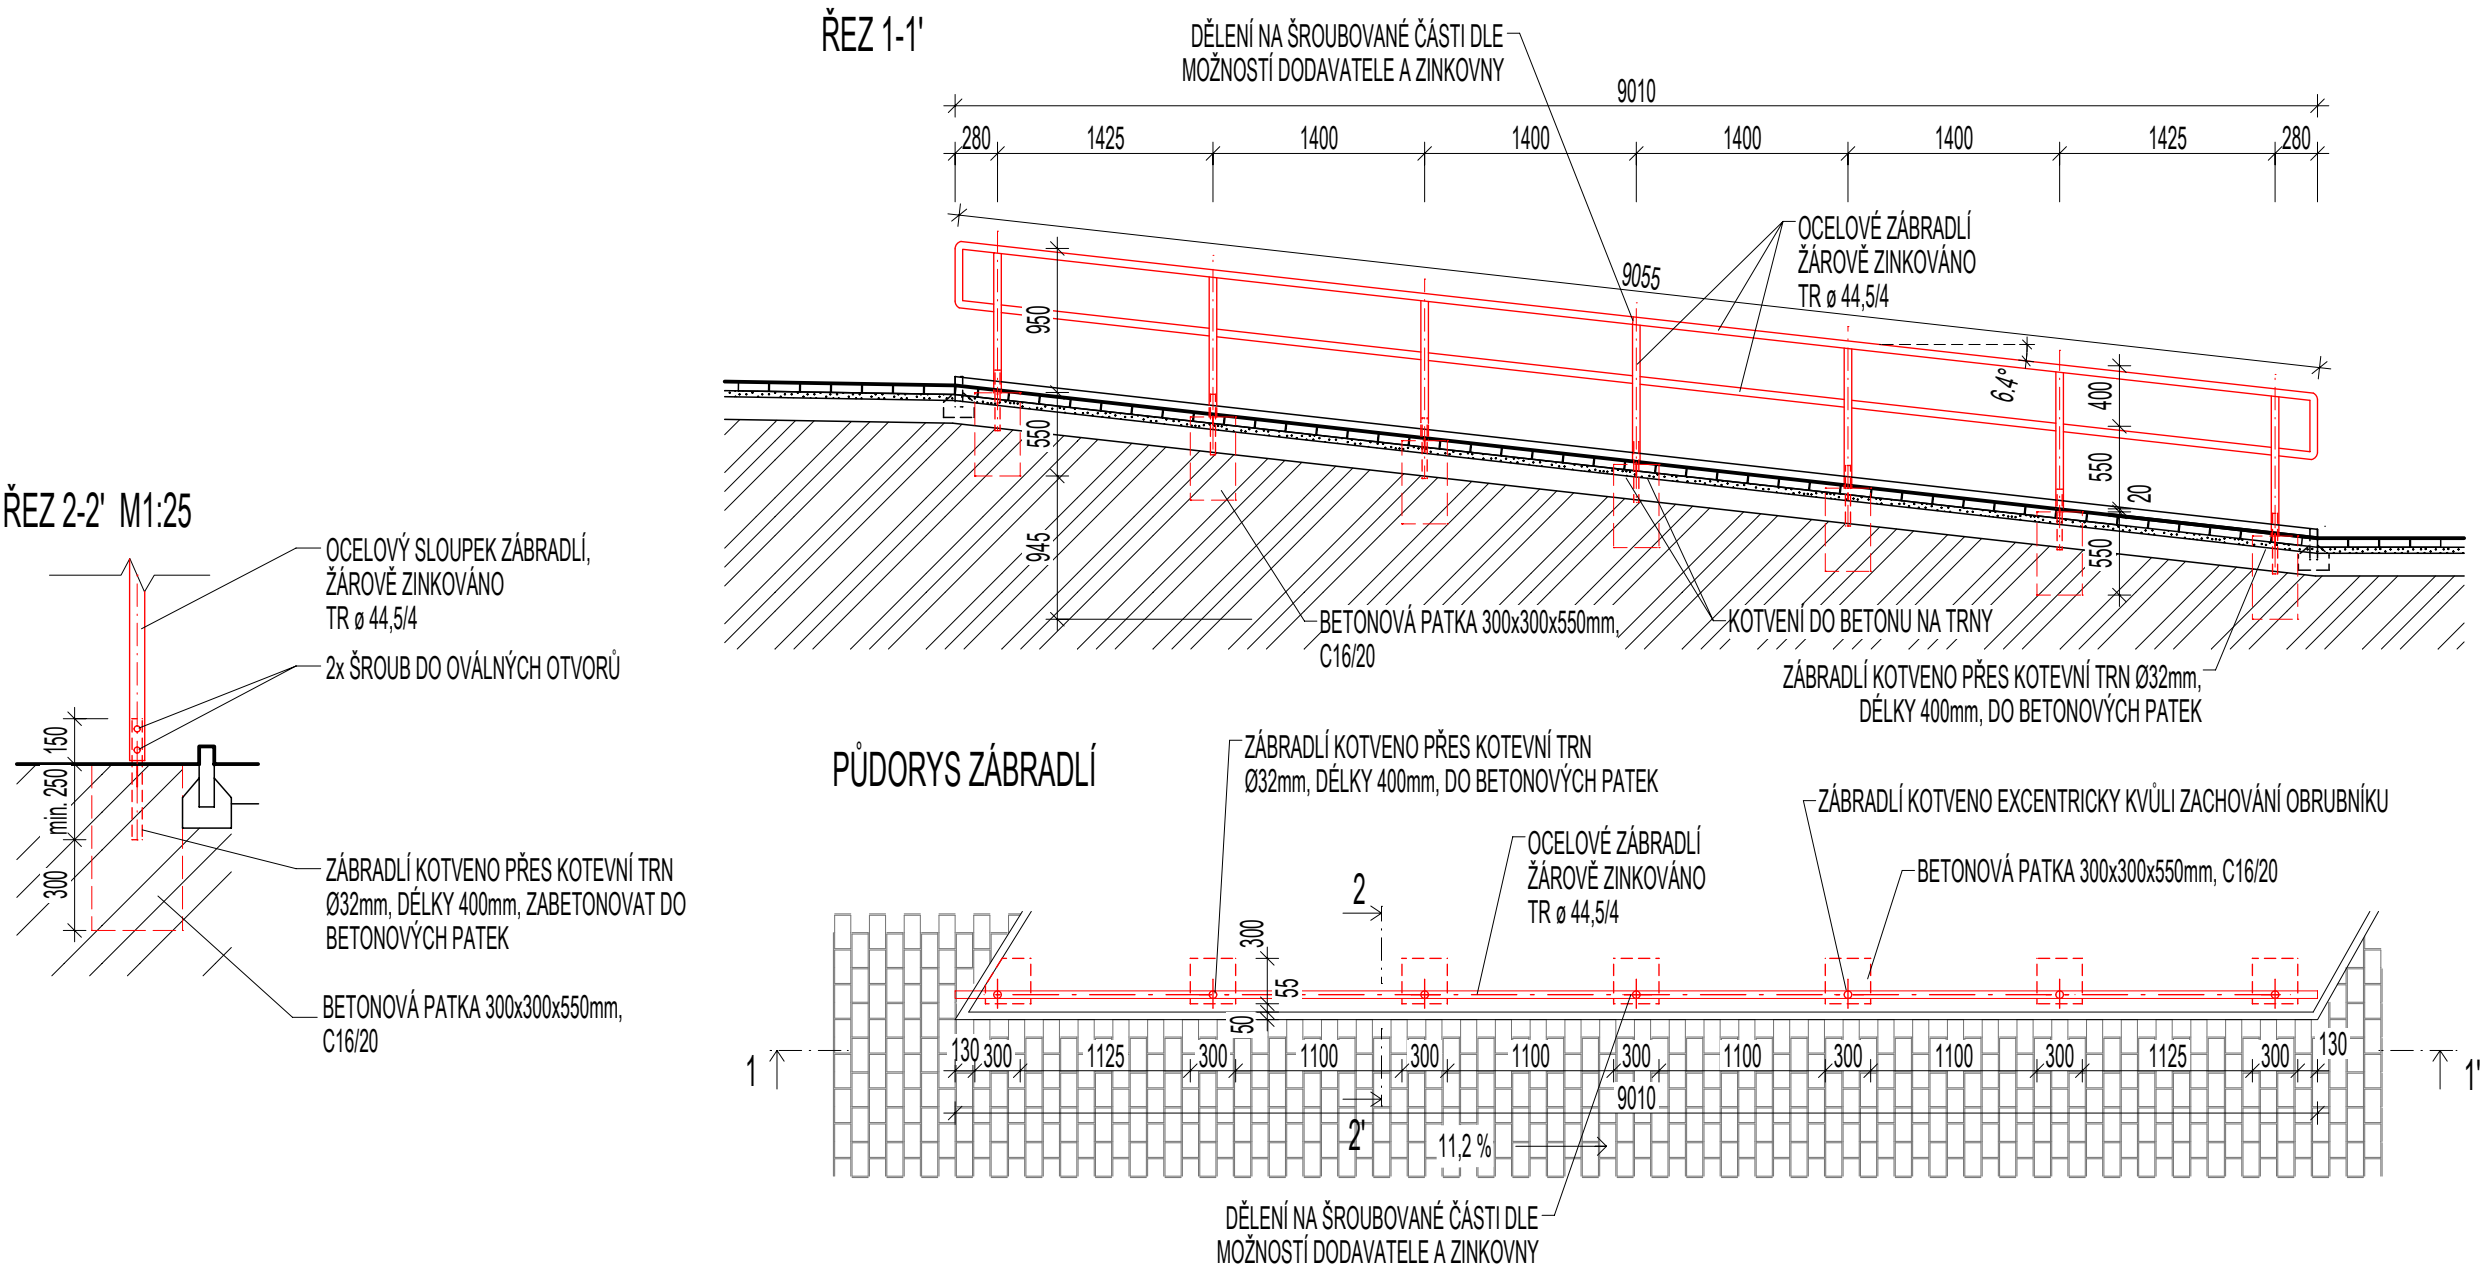 ŘEZ 1-1'
DĚLENÍ NA ŠROUBOVANÉ ČÁSTI DLE
MOŽNOSTÍ DODAVATELE A ZINKOVNY
9010
280 1425 1400 1400 1400 1400 1425 280
OCELOVÉ ZÁBRADLÍ
ŽÁROVĚ ZINKOVÁNO
TR ø 44,5/4
9055
950
550
945
6.4°
400
550
20
550
BETONOVÁ PATKA 300x300x550mm,
C16/20
KOTVENÍ DO BETONU NA TRNY
ZÁBRADLÍ KOTVENO PŘES KOTEVNÍ TRN Ø32mm,
DÉLKY 400mm, DO BETONOVÝCH PATEK
ŘEZ 2-2' M1:25
OCELOVÝ SLOUPEK ZÁBRADLÍ,
ŽÁROVĚ ZINKOVÁNO
TR ø 44,5/4
2x ŠROUB DO OVÁLNÝCH OTVORŮ
150
min. 250
300
ZÁBRADLÍ KOTVENO PŘES KOTEVNÍ TRN
Ø32mm, DÉLKY 400mm, ZABETONOVAT DO
BETONOVÝCH PATEK
BETONOVÁ PATKA 300x300x550mm,
C16/20
PŮDORYS ZÁBRADLÍ
ZÁBRADLÍ KOTVENO PŘES KOTEVNÍ TRN
Ø32mm, DÉLKY 400mm, DO BETONOVÝCH PATEK
ZÁBRADLÍ KOTVENO EXCENTRICKY KVŮLI ZACHOVÁNÍ OBRUBNÍKU
OCELOVÉ ZÁBRADLÍ
ŽÁROVĚ ZINKOVÁNO
TR ø 44,5/4
BETONOVÁ PATKA 300x300x550mm, C16/20
2
300
55
50
130 300 1125 300 1100 300 1100 300 1100 300 1100 300 1125 300 130
1
1'
9010
2'
11,2 %
DĚLENÍ NA ŠROUBOVANÉ ČÁSTI DLE
MOŽNOSTÍ DODAVATELE A ZINKOVNY